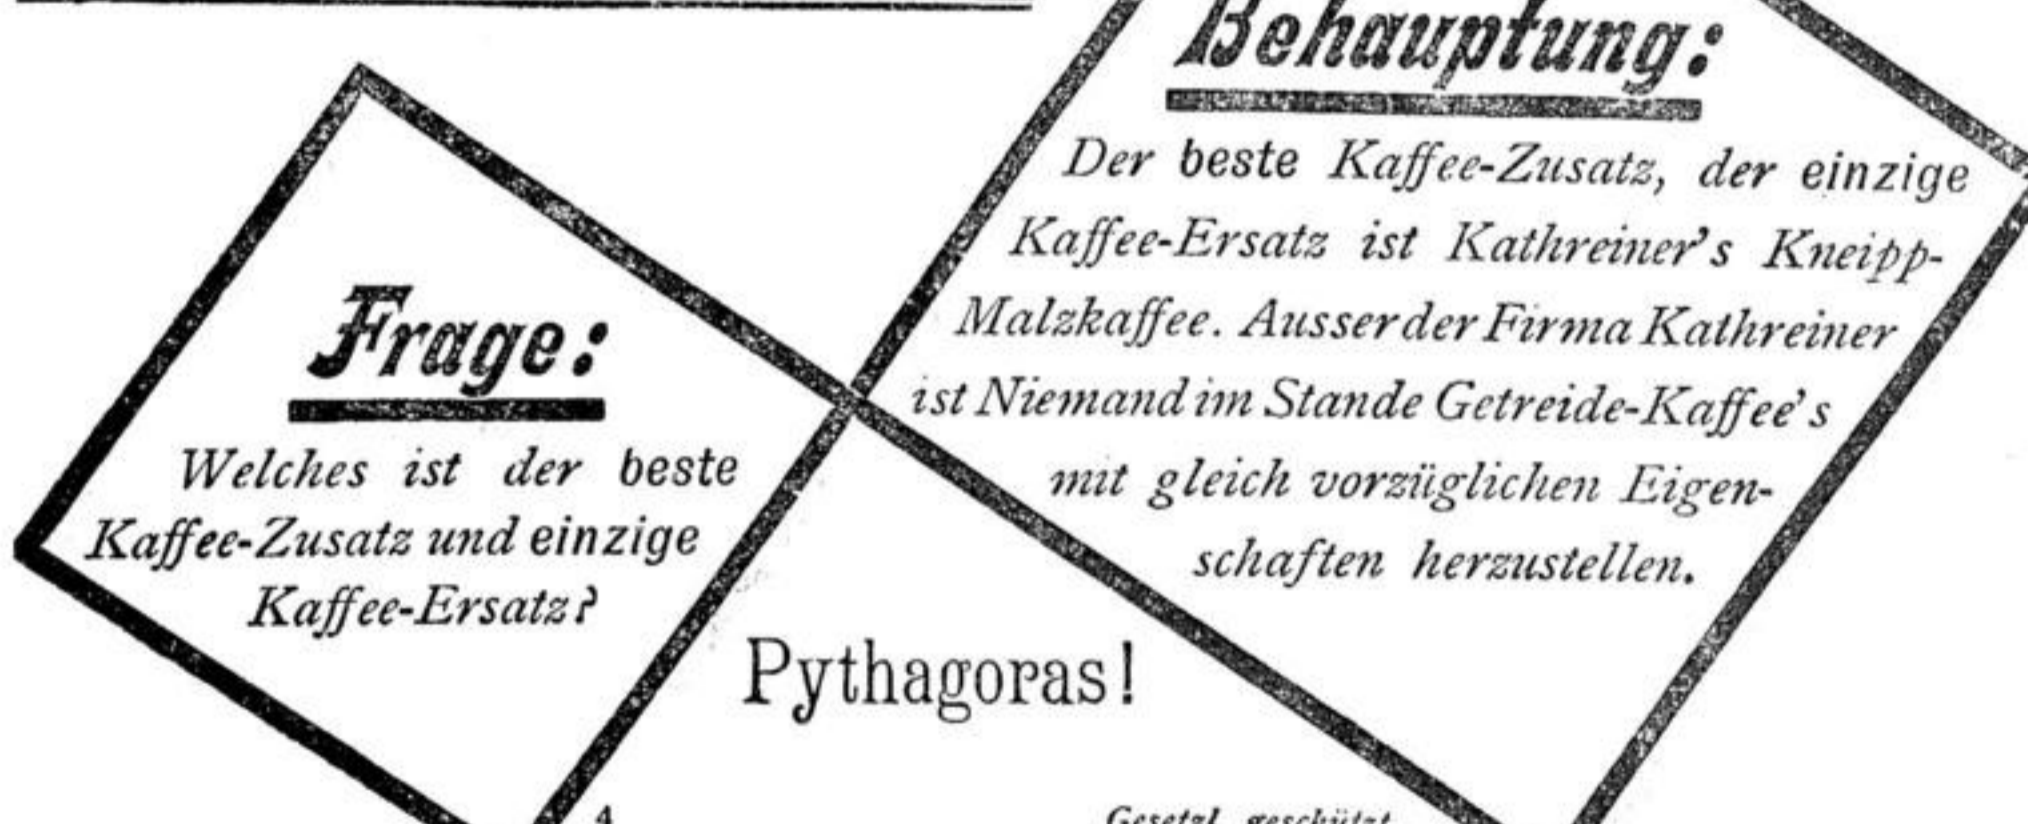 Frage:
Welches ist der beste
Kaffee-Zusatz und einzige
Kaffee-Ersatz?
Behauptung:
Der beste Kaffee-Zusatz, der einzige
Kaffee-Ersatz ist Kathreiner's Kneipp-
Malzkaffee. Ausser der Firma Kathreiner
ist Niemand im Stande Getreide-Kaffee's
mit gleich vorzüglichen Eigen-
schaften herzustellen.
Pythagoras!
4
Gesetzl. geschützt